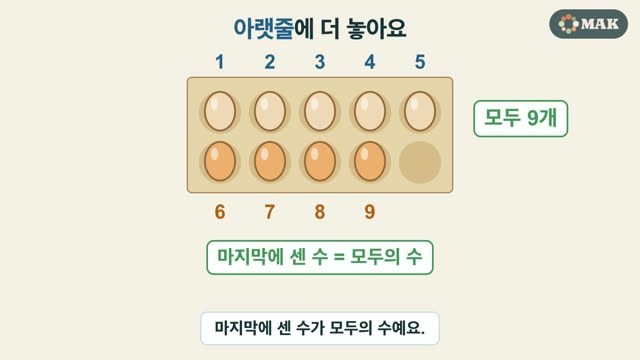 아랫줄에 더 놓아요
MAK
1 2 3 4 5
모두 9개
6 7 8 9
마지막에 센 수 = 모두의 수
마지막에 센 수가 모두의 수예요.